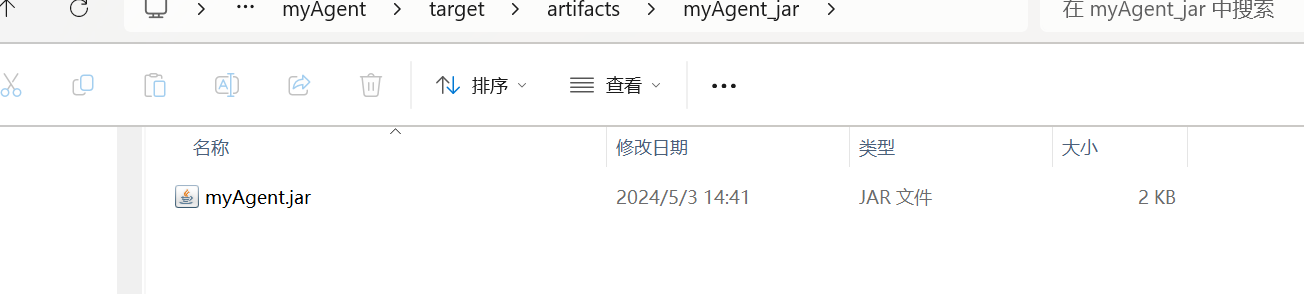 myAgent > target > artifacts > myAgent_jar >
在 myAgent_jar 中搜索
排序 查看
名称 修改日期 类型 大小
myAgent.jar 2024/5/3 14:41 JAR 文件 2 KB